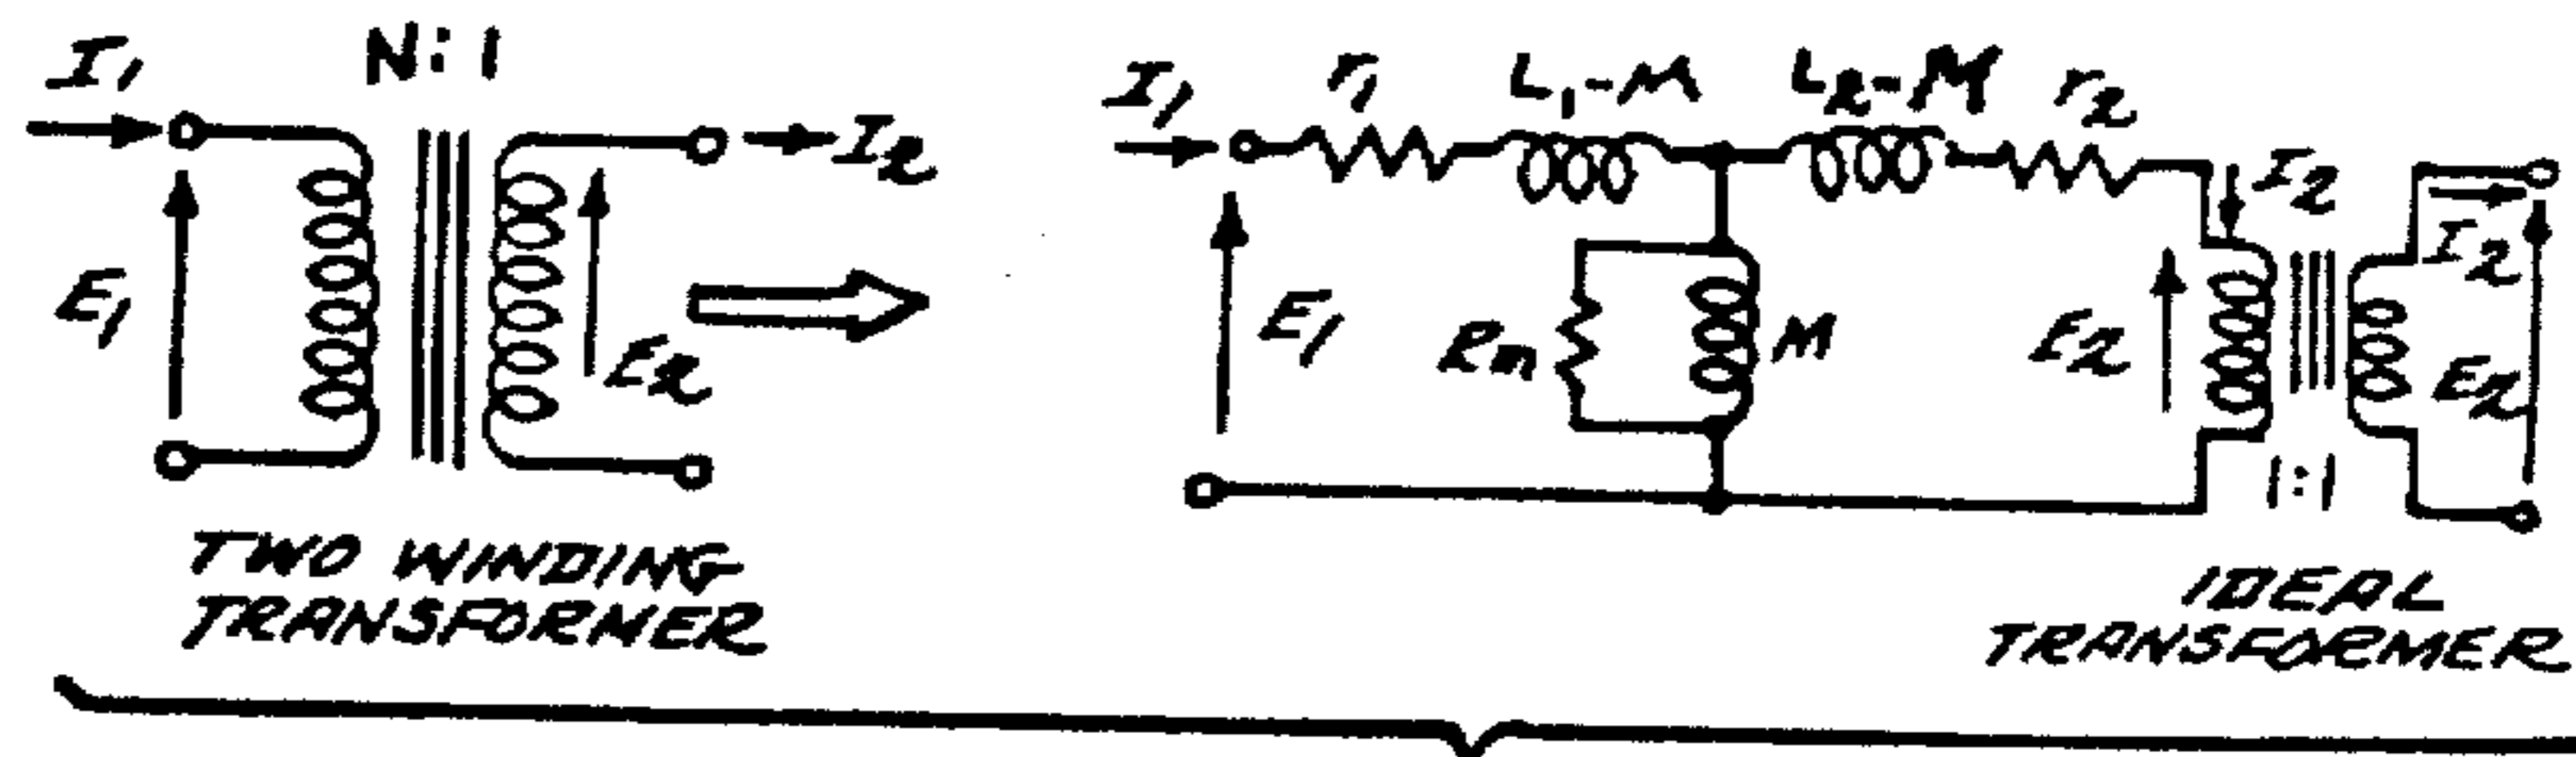 I1
N:1
E1
I2
E2
TWO WINDING
TRANSFORMER
I1
r1
L1-M
L2-M
r2
E1
Rm
M
I2
E2
I2
E2
1:1
IDEAL
TRANSFORMER